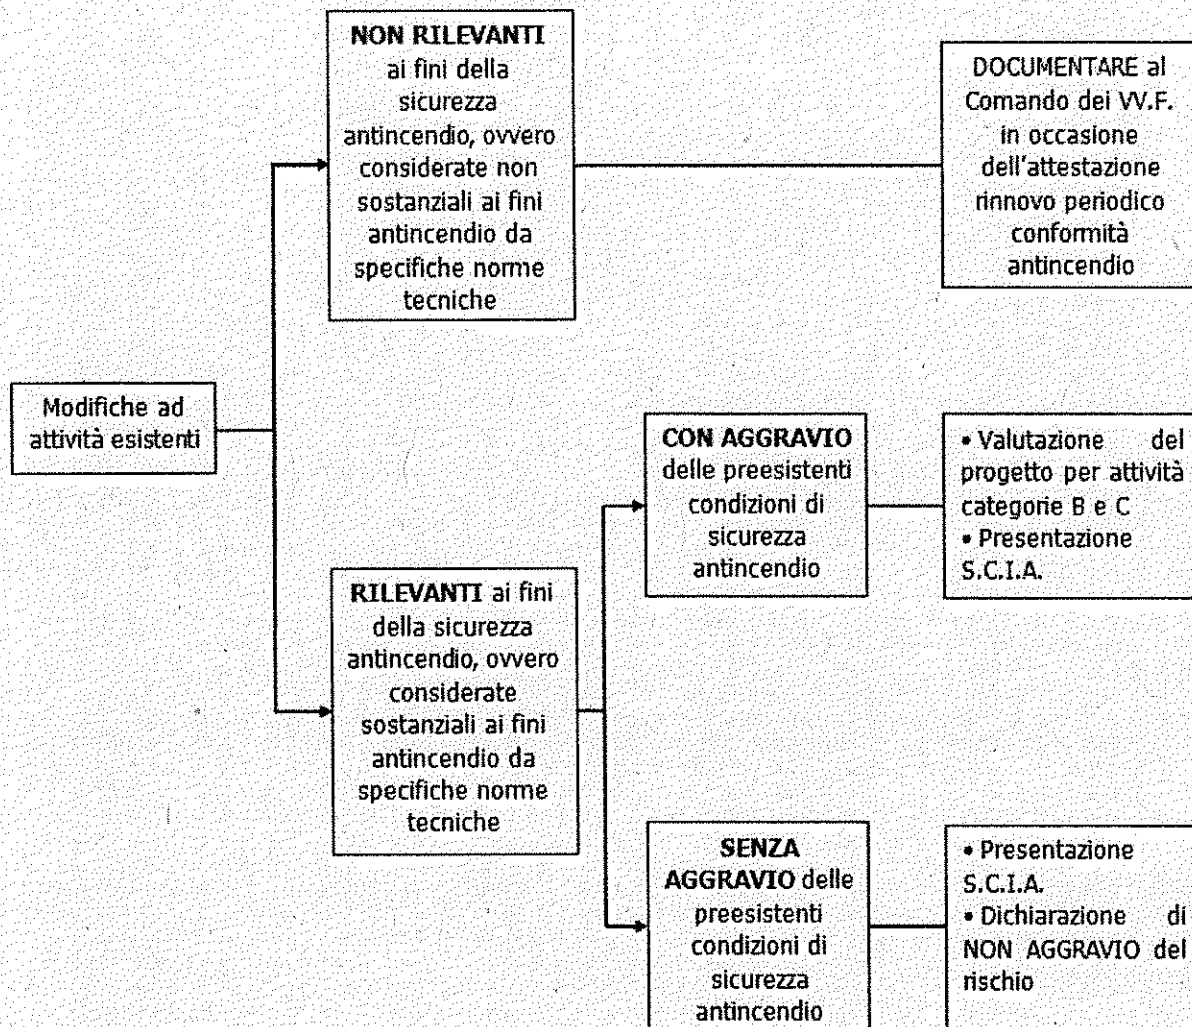 NON RILEVANTI
ai fini della
sicurezza
antincendio, ovvero
considerate non
sostanziali ai fini
antincendio da
specifiche norme
tecniche
DOCUMENTARE al
Comando dei VV.F.
in occasione
dell'attestazione
rinnovo periodico
conformità
antincendio
Modifiche ad
attività esistenti
CON AGGRAVIO
delle preesistenti
condizioni di
sicurezza
antincendio
• Valutazione del
progetto per attività
categorie B e C
• Presentazione
S.C.I.A.
RILEVANTI ai fini
della sicurezza
antincendio, ovvero
considerate
sostanziali ai fini
antincendio da
specifiche norme
tecniche
SENZA
AGGRAVIO delle
preesistenti
condizioni di
sicurezza
antincendio
• Presentazione
S.C.I.A.
• Dichiarazione di
NON AGGRAVIO del
rischio